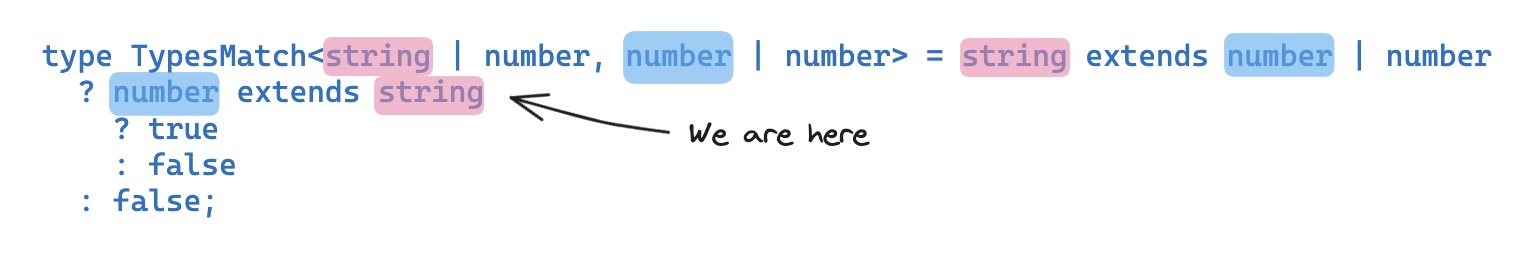 type TypesMatch<string | number, number | number> = string extends number | number
? number extends string
? true
We are here
: false
: false;